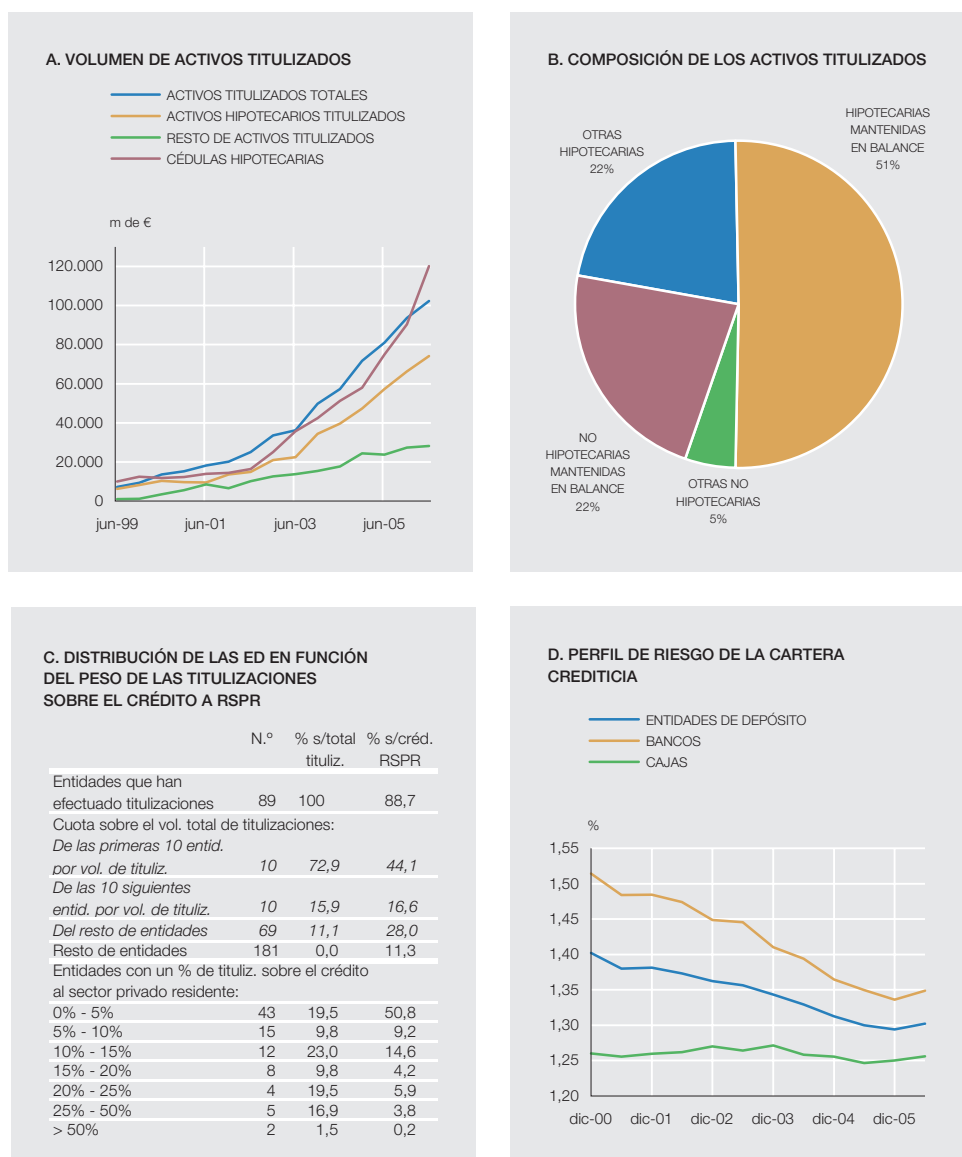 A. VOLUMEN DE ACTIVOS TITULIZADOS
ACTIVOS TITULIZADOS TOTALES
ACTIVOS HIPOTECARIOS TITULIZADOS
RESTO DE ACTIVOS TITULIZADOS
CÉDULAS HIPOTECARIAS
m de €
120.000
100.000
80.000
60.000
40.000
20.000
0
jun-99 jun-01 jun-03 jun-05
B. COMPOSICIÓN DE LOS ACTIVOS TITULIZADOS
HIPOTECARIAS
MANTENIDAS
EN BALANCE
51%
OTRAS
HIPOTECARIAS
22%
NO
HIPOTECARIAS
MANTENIDAS
EN BALANCE
22%
OTRAS NO
HIPOTECARIAS
5%
C. DISTRIBUCIÓN DE LAS ED EN FUNCIÓN
DEL PESO DE LAS TITULIZACIONES
SOBRE EL CRÉDITO A RSPR
N.º % s/total % s/créd.
tituliz. RSPR
Entidades que han
efectuado titulizaciones 89 100 88,7
Cuota sobre el vol. total de titulizaciones:
De las primeras 10 entid.
por vol. de tituliz. 10 72,9 44,1
De las 10 siguientes
entid. por vol. de tituliz. 10 15,9 16,6
Del resto de entidades 69 11,1 28,0
Resto de entidades 181 0,0 11,3
Entidades con un % de tituliz. sobre el crédito
al sector privado residente:
0% - 5% 43 19,5 50,8
5% - 10% 15 9,8 9,2
10% - 15% 12 23,0 14,6
15% - 20% 8 9,8 4,2
20% - 25% 4 19,5 5,9
25% - 50% 5 16,9 3,8
> 50% 2 1,5 0,2
D. PERFIL DE RIESGO DE LA CARTERA
CREDITICIA
ENTIDADES DE DEPÓSITO
BANCOS
CAJAS
%
1,55
1,50
1,45
1,40
1,35
1,30
1,25
1,20
dic-00 dic-01 dic-02 dic-03 dic-04 dic-05